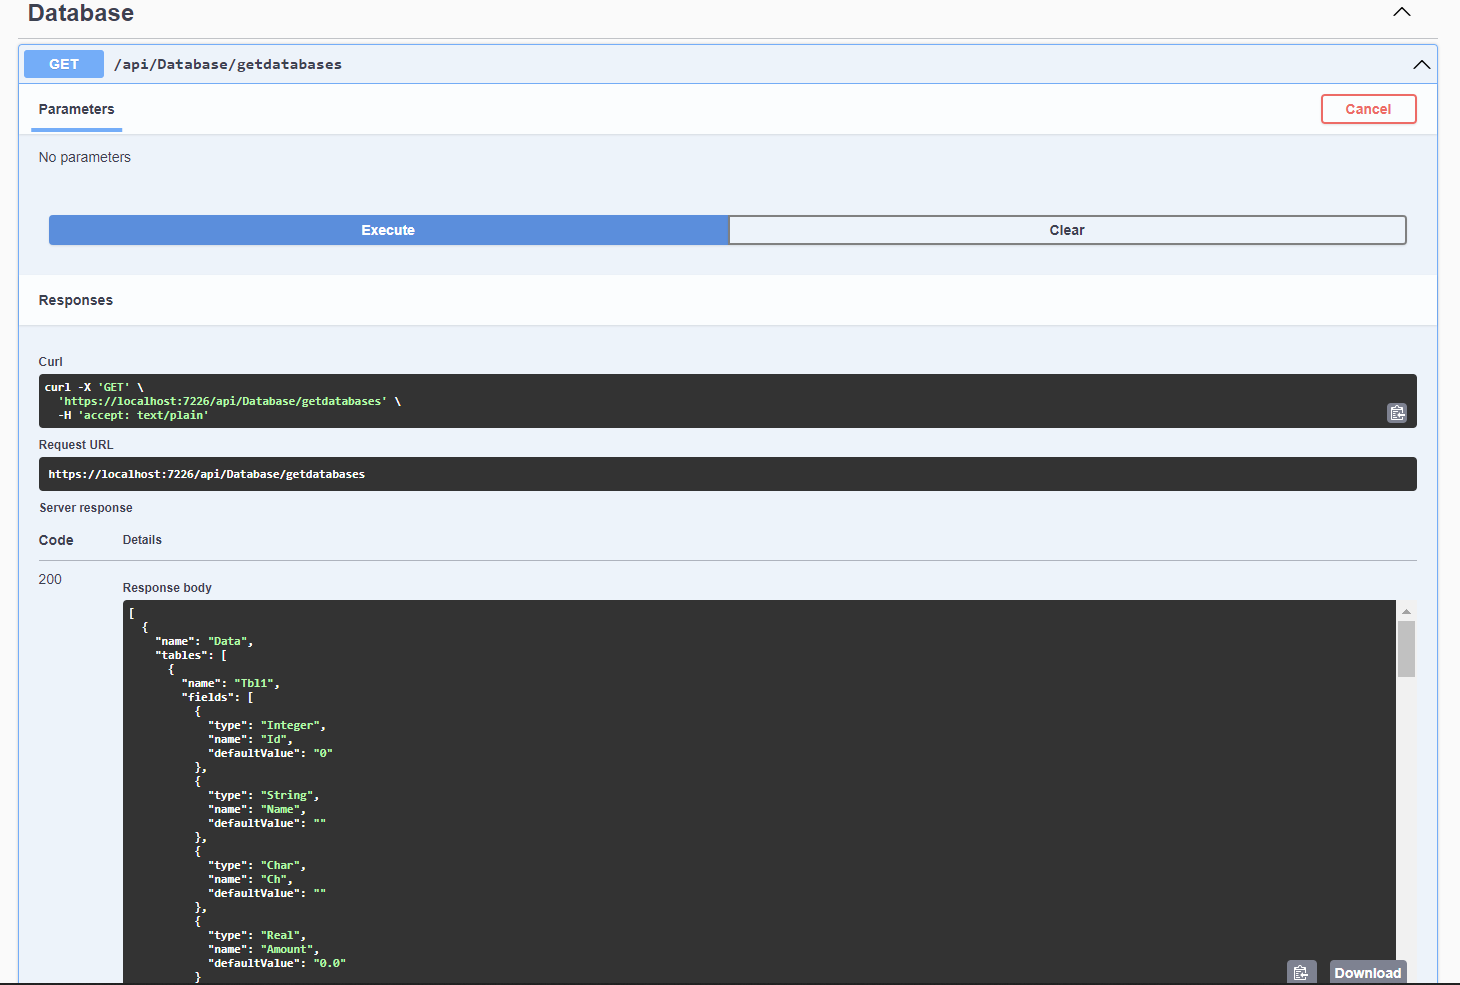 Database
GET /api/Database/getdatabases
Parameters
Cancel
No parameters
Execute
Clear
Responses
Curl
curl -X 'GET' \
  'https://localhost:7226/api/Database/getdatabases' \
  -H 'accept: text/plain'
Request URL
https://localhost:7226/api/Database/getdatabases
Server response
Code Details
200
Response body
[
  {
    "name": "Data",
    "tables": [
      {
        "name": "Tbl1",
        "fields": [
          {
            "type": "Integer",
            "name": "Id",
            "defaultValue": "0"
          },
          {
            "type": "String",
            "name": "Name",
            "defaultValue": ""
          },
          {
            "type": "Char",
            "name": "Ch",
            "defaultValue": ""
          },
          {
            "type": "Real",
            "name": "Amount",
            "defaultValue": "0.0"
          }
Download